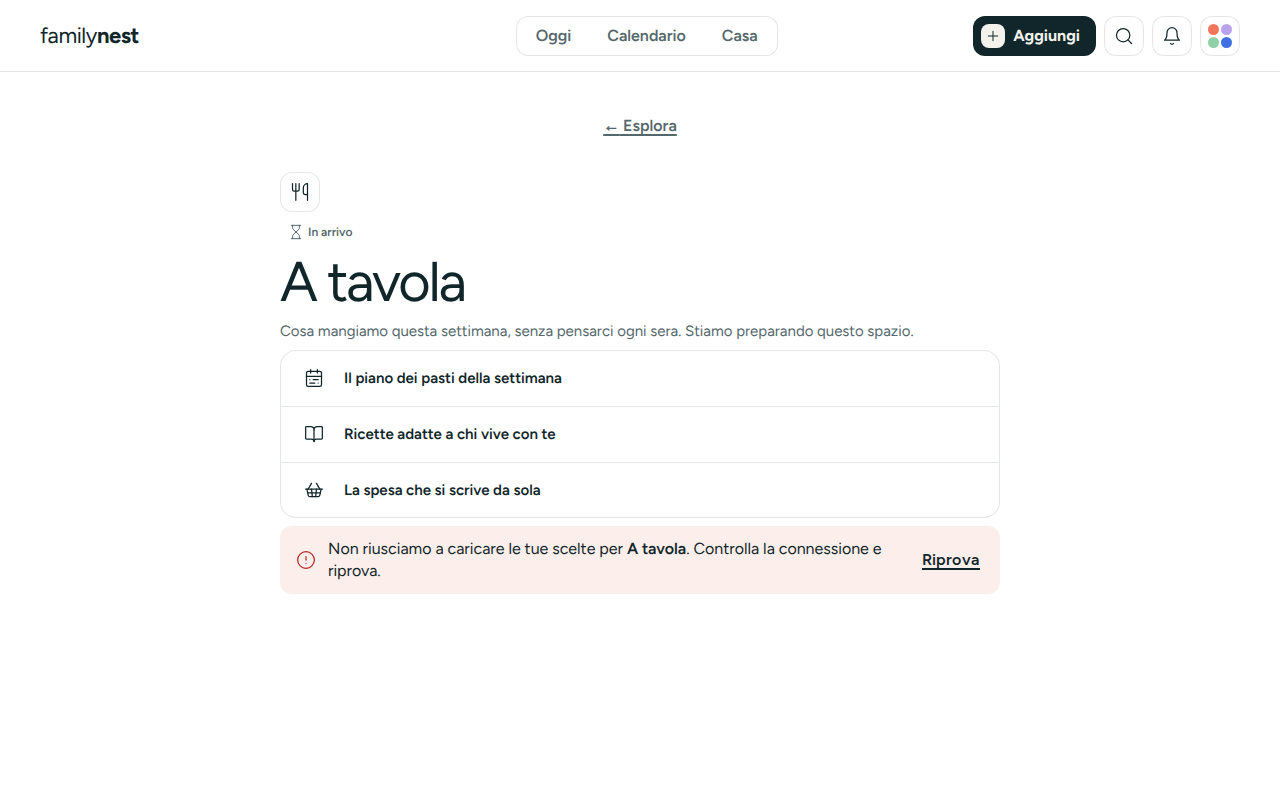 familynest
Oggi Calendario Casa
Aggiungi
← Esplora
In arrivo
A tavola
Cosa mangiamo questa settimana, senza pensarci ogni sera. Stiamo preparando questo spazio.
Il piano dei pasti della settimana
Ricette adatte a chi vive con te
La spesa che si scrive da sola
Non riusciamo a caricare le tue scelte per A tavola. Controlla la connessione e
riprova.
Riprova